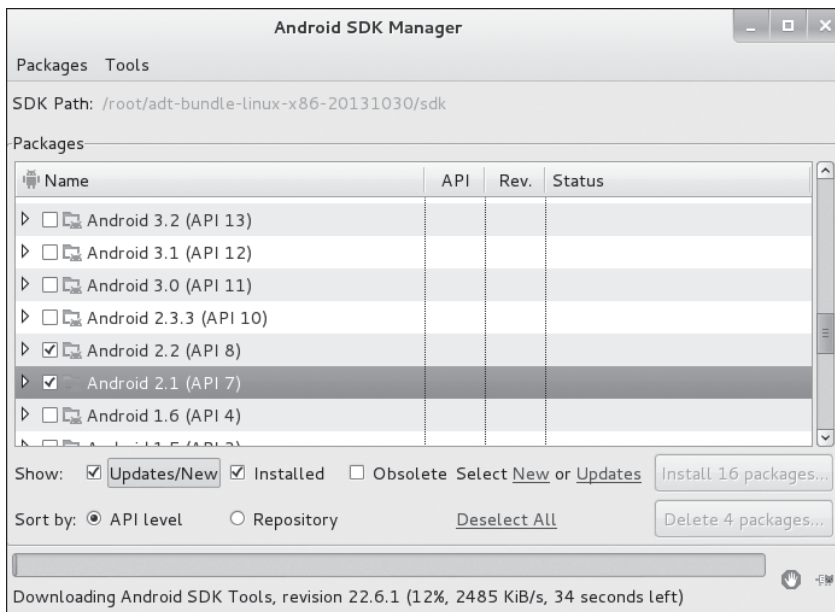 Android SDK Manager
Packages Tools
SDK Path: /root/adt-bundle-linux-x86-20131030/sdk
Packages
Name API Rev. Status
Android 3.2 (API 13)
Android 3.1 (API 12)
Android 3.0 (API 11)
Android 2.3.3 (API 10)
Android 2.2 (API 8)
Android 2.1 (API 7)
Android 1.6 (API 4)
Show: Updates/New Installed Obsolete Select New or Updates Install 16 packages...
Sort by: API level Repository Deselect All Delete 4 packages...
Downloading Android SDK Tools, revision 22.6.1 (12%, 2485 KiB/s, 34 seconds left)